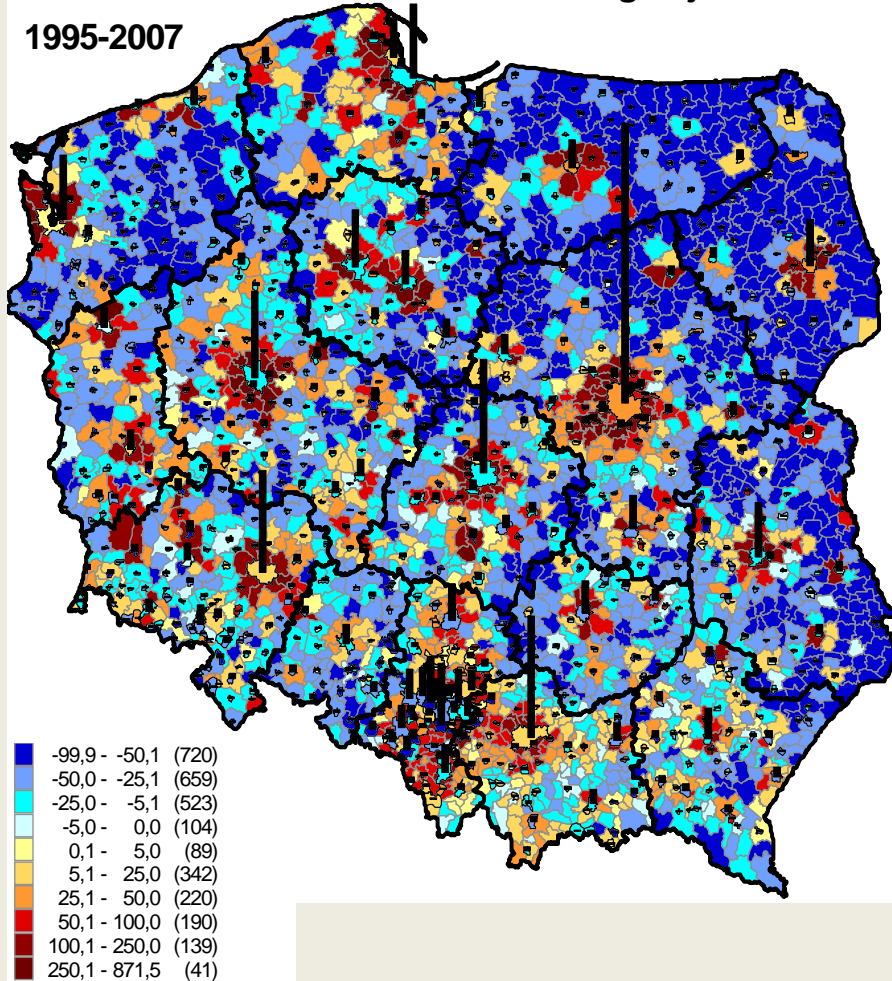 1995-2007
-99,9 - -50,1 (720)
-50,0 - -25,1 (659)
-25,0 - -5,1 (523)
-5,0 - 0,0 (104)
0,1 - 5,0 (89)
5,1 - 25,0 (342)
25,1 - 50,0 (220)
50,1 - 100,0 (190)
100,1 - 250,0 (139)
250,1 - 871,5 (41)